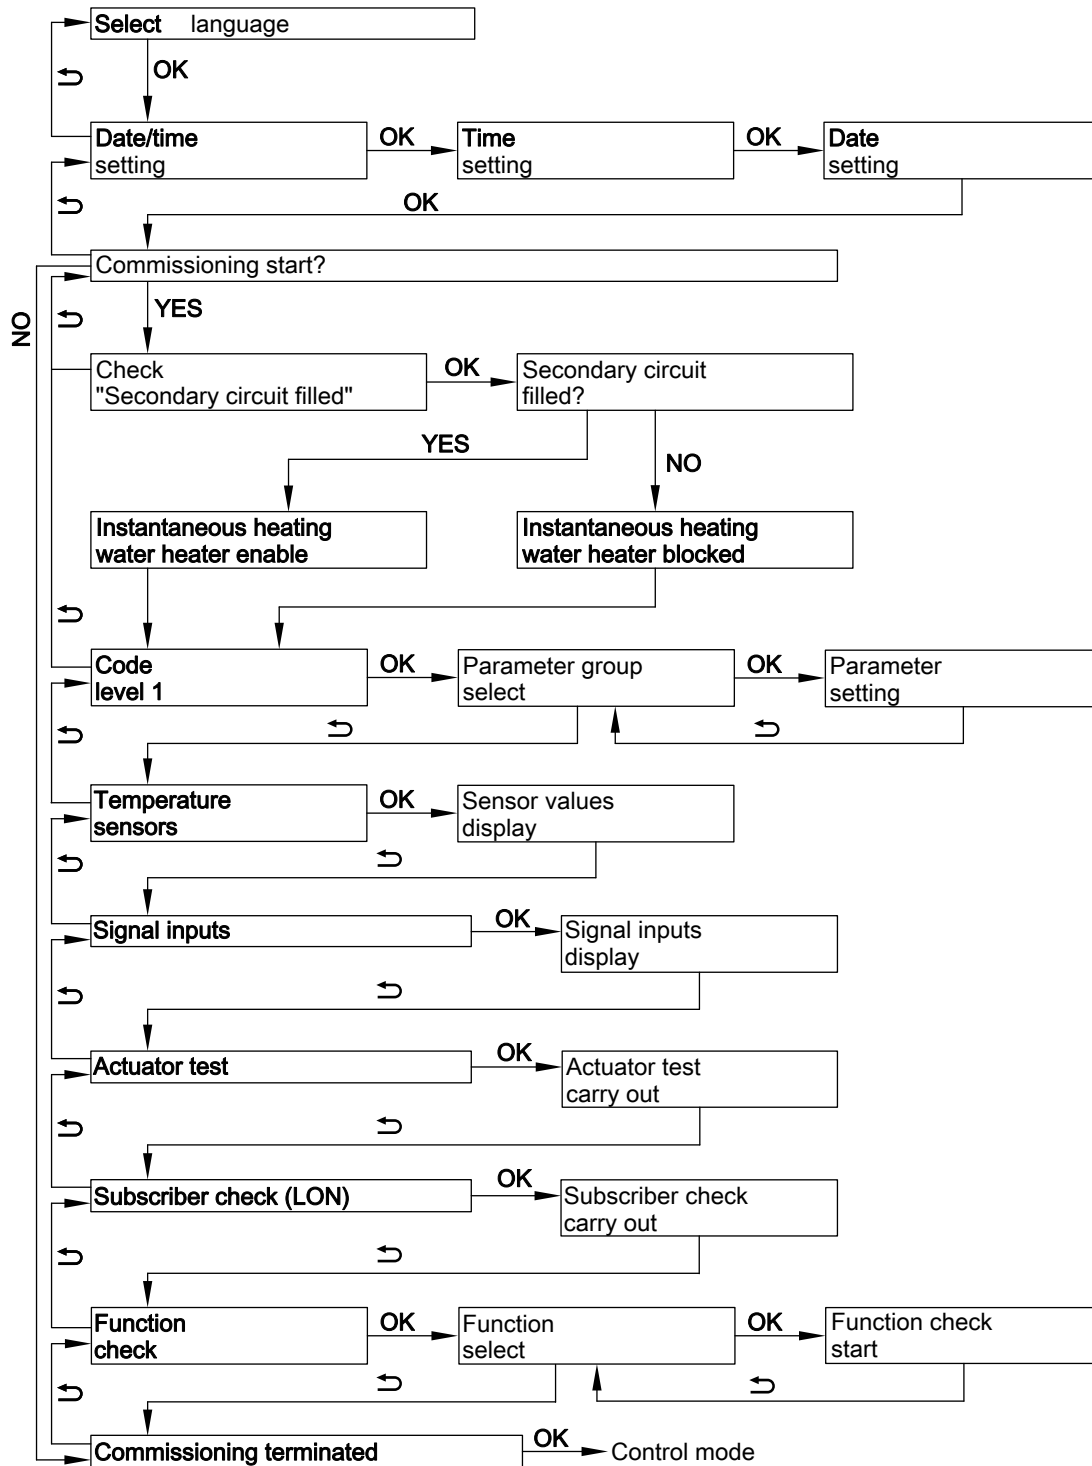 Select language
OK
Date/time
setting
OK
Time
setting
OK
Date
setting
OK
Commissioning start?
NO
YES
Check
"Secondary circuit filled"
OK
Secondary circuit
filled?
YES
NO
Instantaneous heating
water heater enable
Instantaneous heating
water heater blocked
Code
level 1
OK
Parameter group
select
OK
Parameter
setting
Temperature
sensors
OK
Sensor values
display
Signal inputs
OK
Signal inputs
display
Actuator test
OK
Actuator test
carry out
Subscriber check (LON)
OK
Subscriber check
carry out
Function
check
OK
Function
select
OK
Function check
start
Commissioning terminated
OK
Control mode